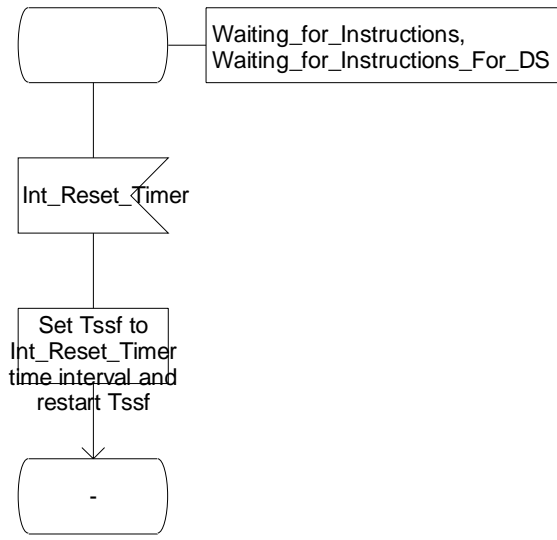 Waiting_for_Instructions,
Waiting_for_Instructions_For_DS
Int_Reset_Timer
Set Tssf to
Int_Reset_Timer
time interval and
restart Tssf
-